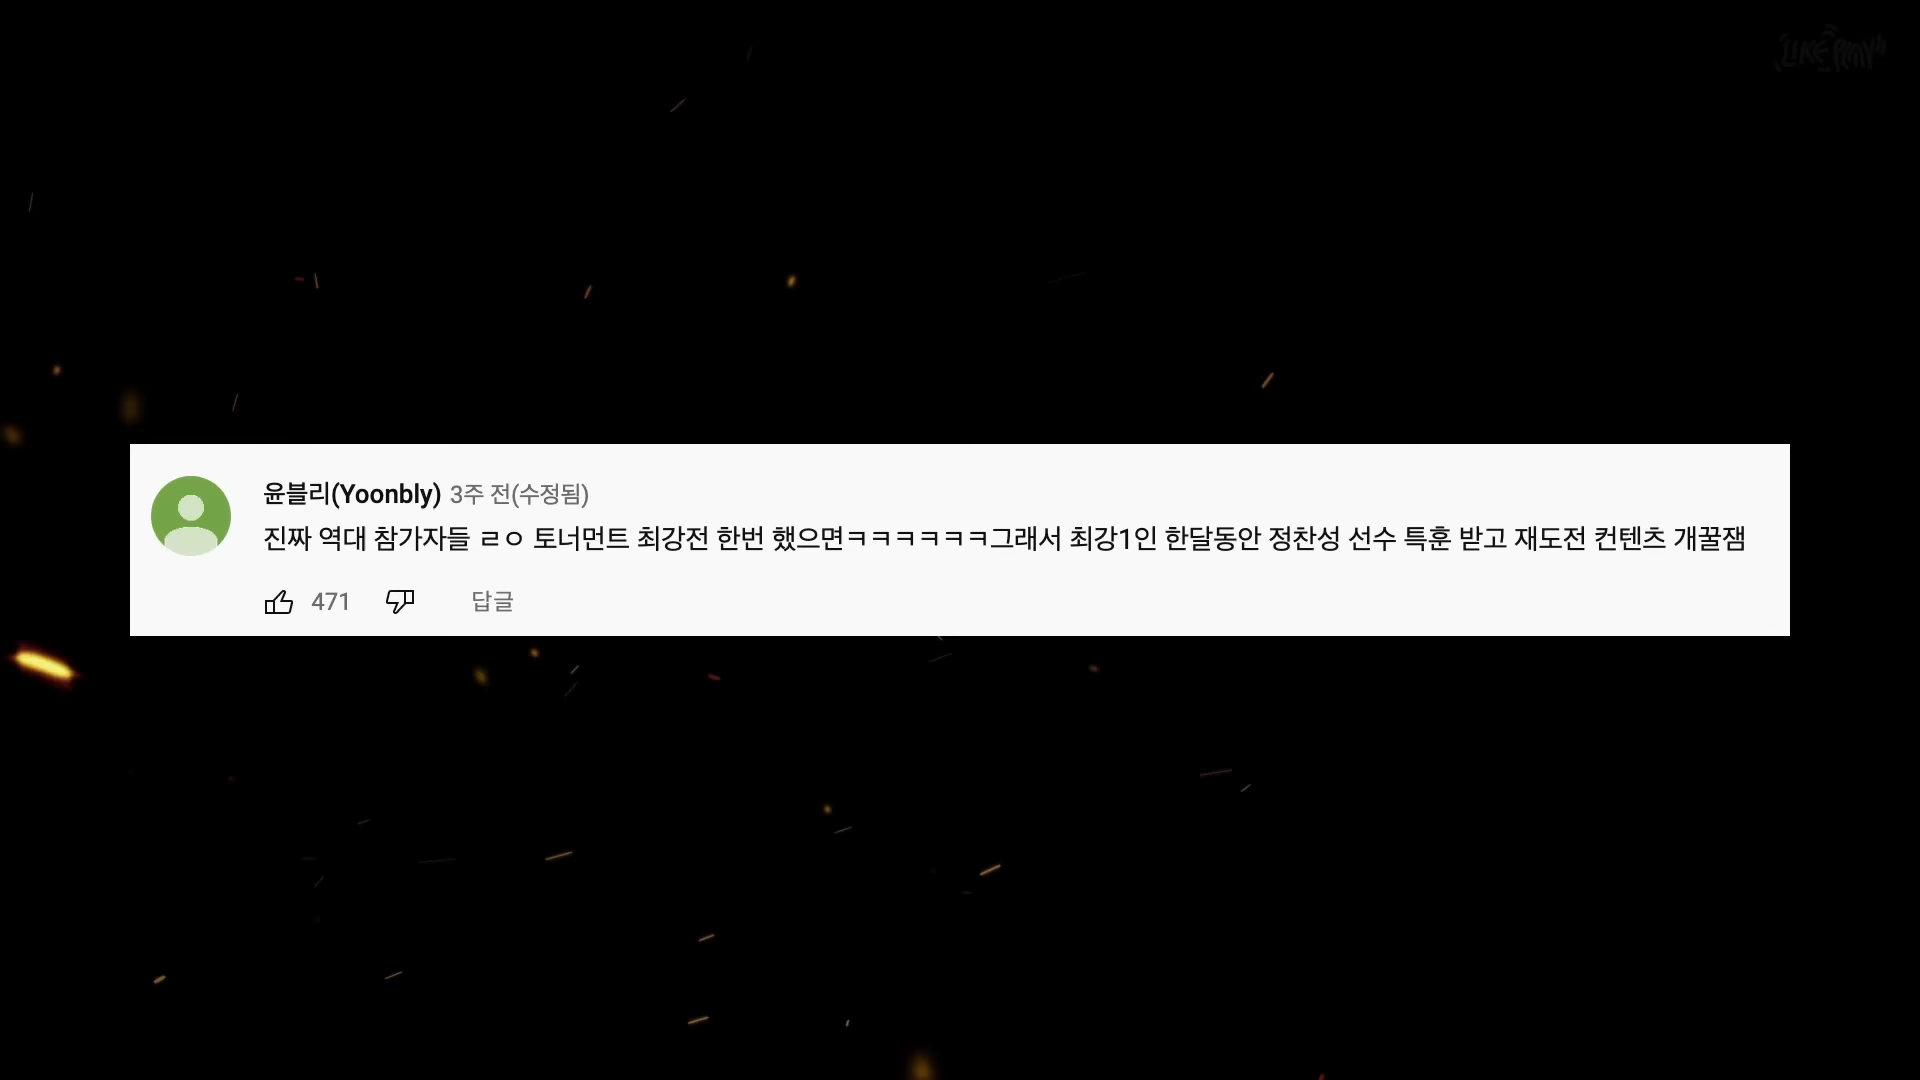 LIKE PLAY
윤블리(Yoonbly) 3주 전(수정됨)
진짜 역대 참가자들 ㄹㅇ 토너먼트 최강전 한번 했으면ㅋㅋㅋㅋㅋㅋ그래서 최강1인 한달동안 정찬성 선수 특훈 받고 재도전 컨텐츠 개꿀잼
471 답글